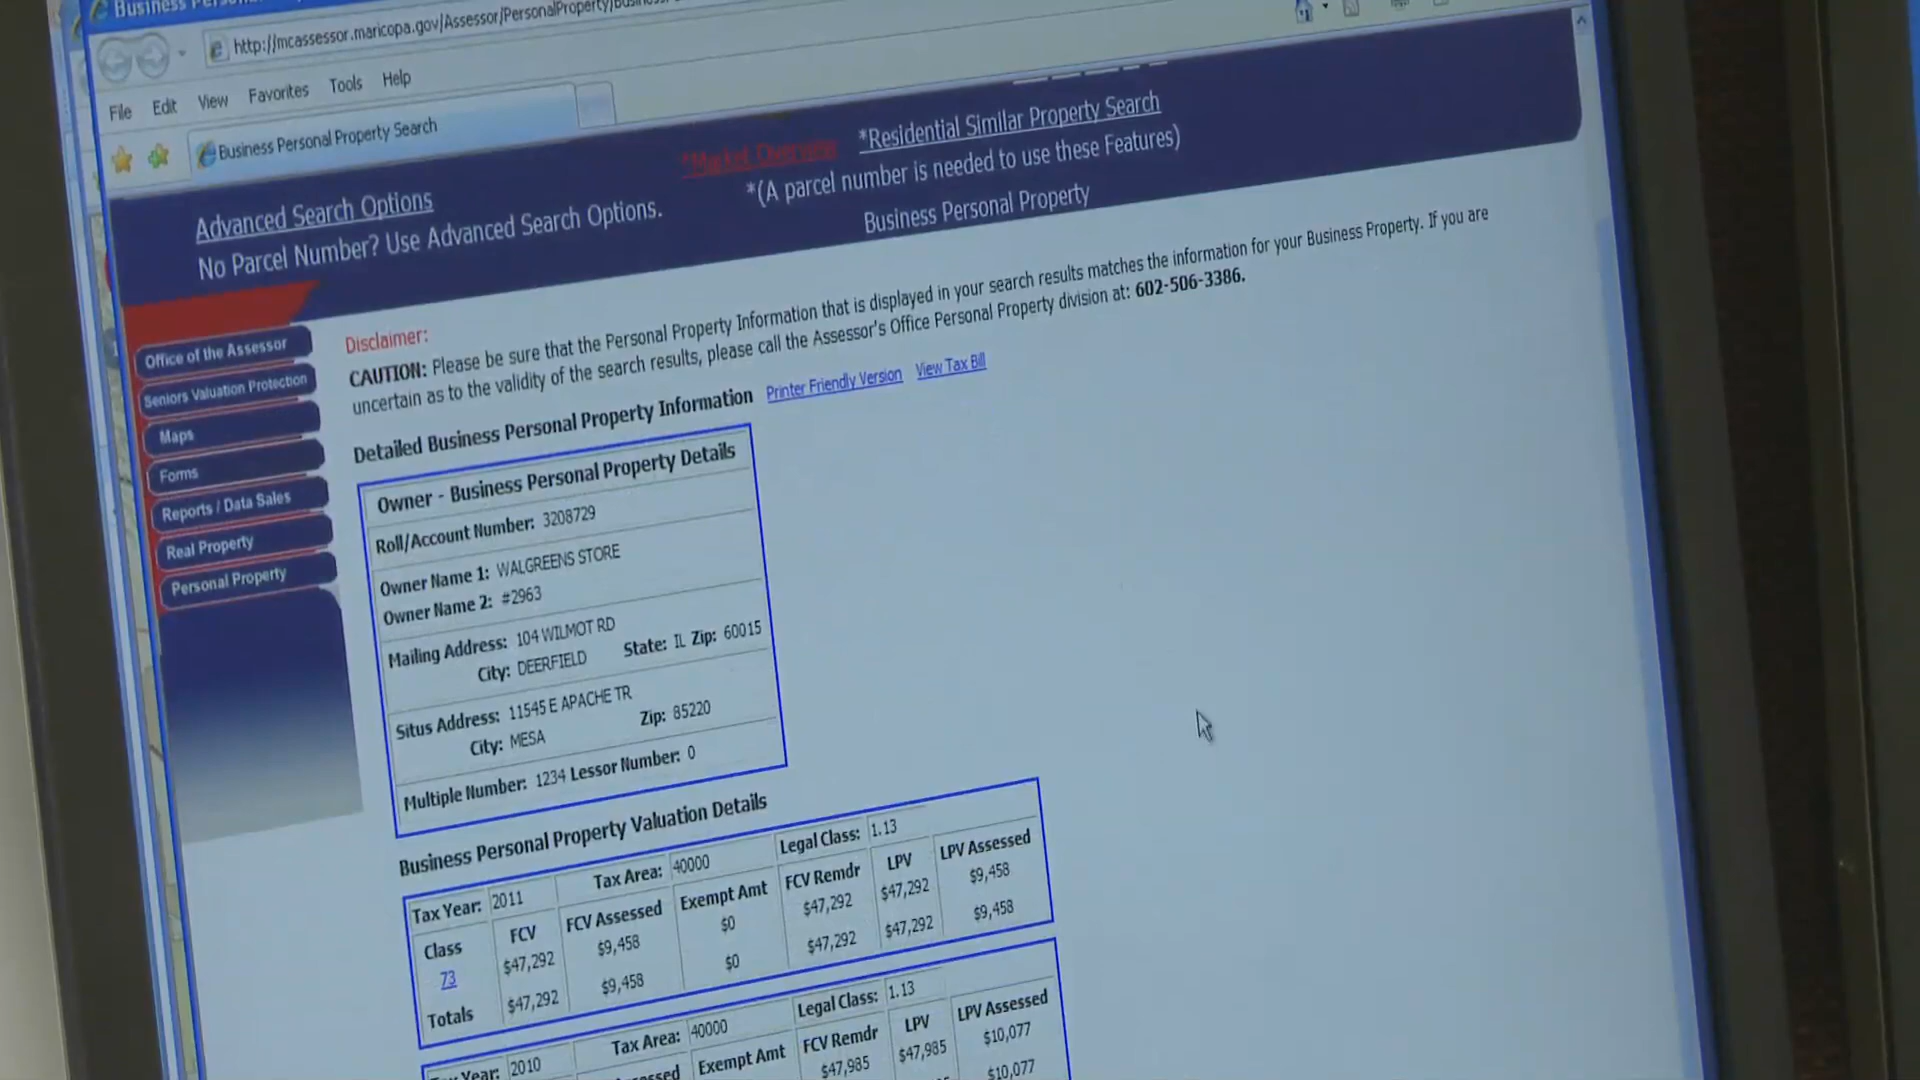 http://mcassessor.maricopa.gov/Assessor/PersonalProperty/
File Edit View Favorites Tools Help
Business Personal Property Search
*Market Overview
*Residential Similar Property Search
*(A parcel number is needed to use these Features)
Advanced Search Options
No Parcel Number? Use Advanced Search Options.
Business Personal Property
Office of the Assessor
Seniors Valuation Protection
Maps
Forms
Reports / Data Sales
Real Property
Personal Property
Disclaimer:
CAUTION: Please be sure that the Personal Property Information that is displayed in your search results matches the information for your Business Property. If you are
uncertain as to the validity of the search results, please call the Assessor's Office Personal Property division at: 602-506-3386.
Detailed Business Personal Property Information Printer Friendly Version View Tax Bill
Owner - Business Personal Property Details
Roll/Account Number: 3208729
Owner Name 1: WALGREENS STORE
Owner Name 2: #2963
Mailing Address: 104 WILMOT RD
City: DEERFIELD State: IL Zip: 60015
Situs Address: 11545 E APACHE TR
City: MESA Zip: 85220
Multiple Number: 1234 Lessor Number: 0
Business Personal Property Valuation Details
Tax Year: 2011 Tax Area: 40000 Legal Class: 1.13
Class FCV FCV Assessed Exempt Amt FCV Remdr LPV LPV Assessed
73 $47,292 $9,458 $0 $47,292 $47,292 $9,458
Totals $47,292 $9,458 $0 $47,292 $47,292 $9,458
Year: 2010 Tax Area: 40000 Legal Class: 1.13
Exempt Amt FCV Remdr LPV LPV Assessed
$47,985 $47,985 $10,077
$10,077